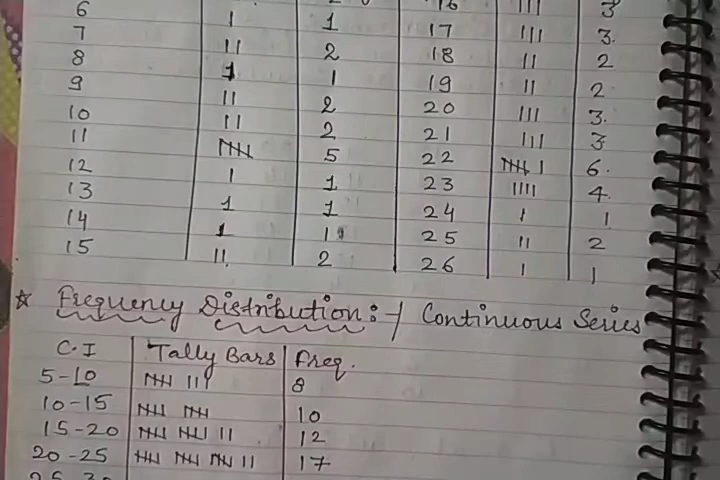 16 ||| 3
6 | 1 17 ||| 3.
7 || 2 18 || 2
8 1 1 19 || 2
9 || 2 20 ||| 3.
10 || 2 21 ||| 3
11 𝍸 5 22 𝍸 | 6.
12 | 1 23 |||| 4
13 1 1 24 | 1
14 1 1 25 || 2
15 || 2 26 | 1
☆ Frequency Distribution:-/ Continuous Series
C.I Tally Bars Freq.
5-10 𝍸 ||| 8
10-15 𝍸 𝍸 10
15-20 𝍸 𝍸 || 12
20-25 𝍸 𝍸 𝍸 || 17